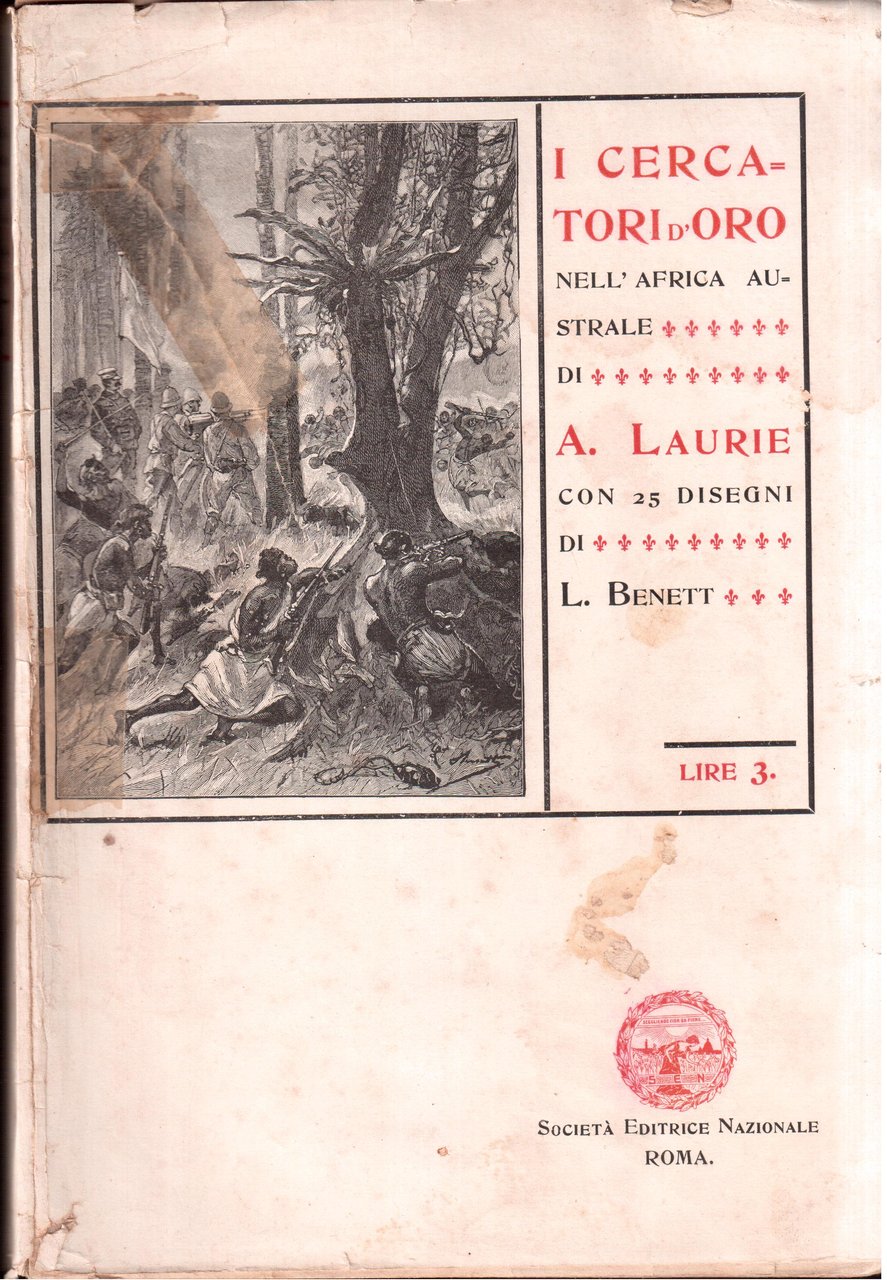 I CERCA=
TORI D'ORO
NELL'AFRICA AU=
STRALE
DI
A. LAURIE
CON 25 DISEGNI
DI
L. BENETT
LIRE 3.
S E N
SOCIETÀ EDITRICE NAZIONALE
ROMA.